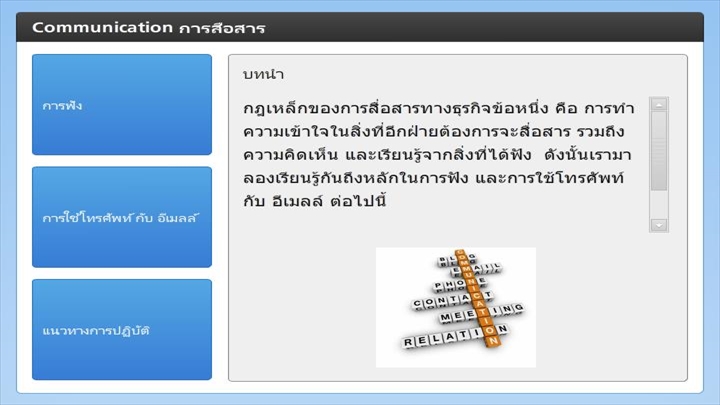 Communication การสื่อสาร
การฟัง
การใช้โทรศัพท์ กับ อีเมลล์
แนวทางการปฏิบัติ
บทนำ
กฎเหล็กของการสื่อสารทางธุรกิจข้อหนึ่ง คือ การทำ
ความเข้าใจในสิ่งที่อีกฝ่ายต้องการจะสื่อสาร รวมถึง
ความคิดเห็น และเรียนรู้จากสิ่งที่ได้ฟัง ดังนั้นเรามา
ลองเรียนรู้กันถึงหลักในการฟัง และการใช้โทรศัพท์
กับ อีเมลล์ ต่อไปนี้
BLOG
EMAIL
PHONE
CONTACT
MEETING
RELATION
COMMUNICATION